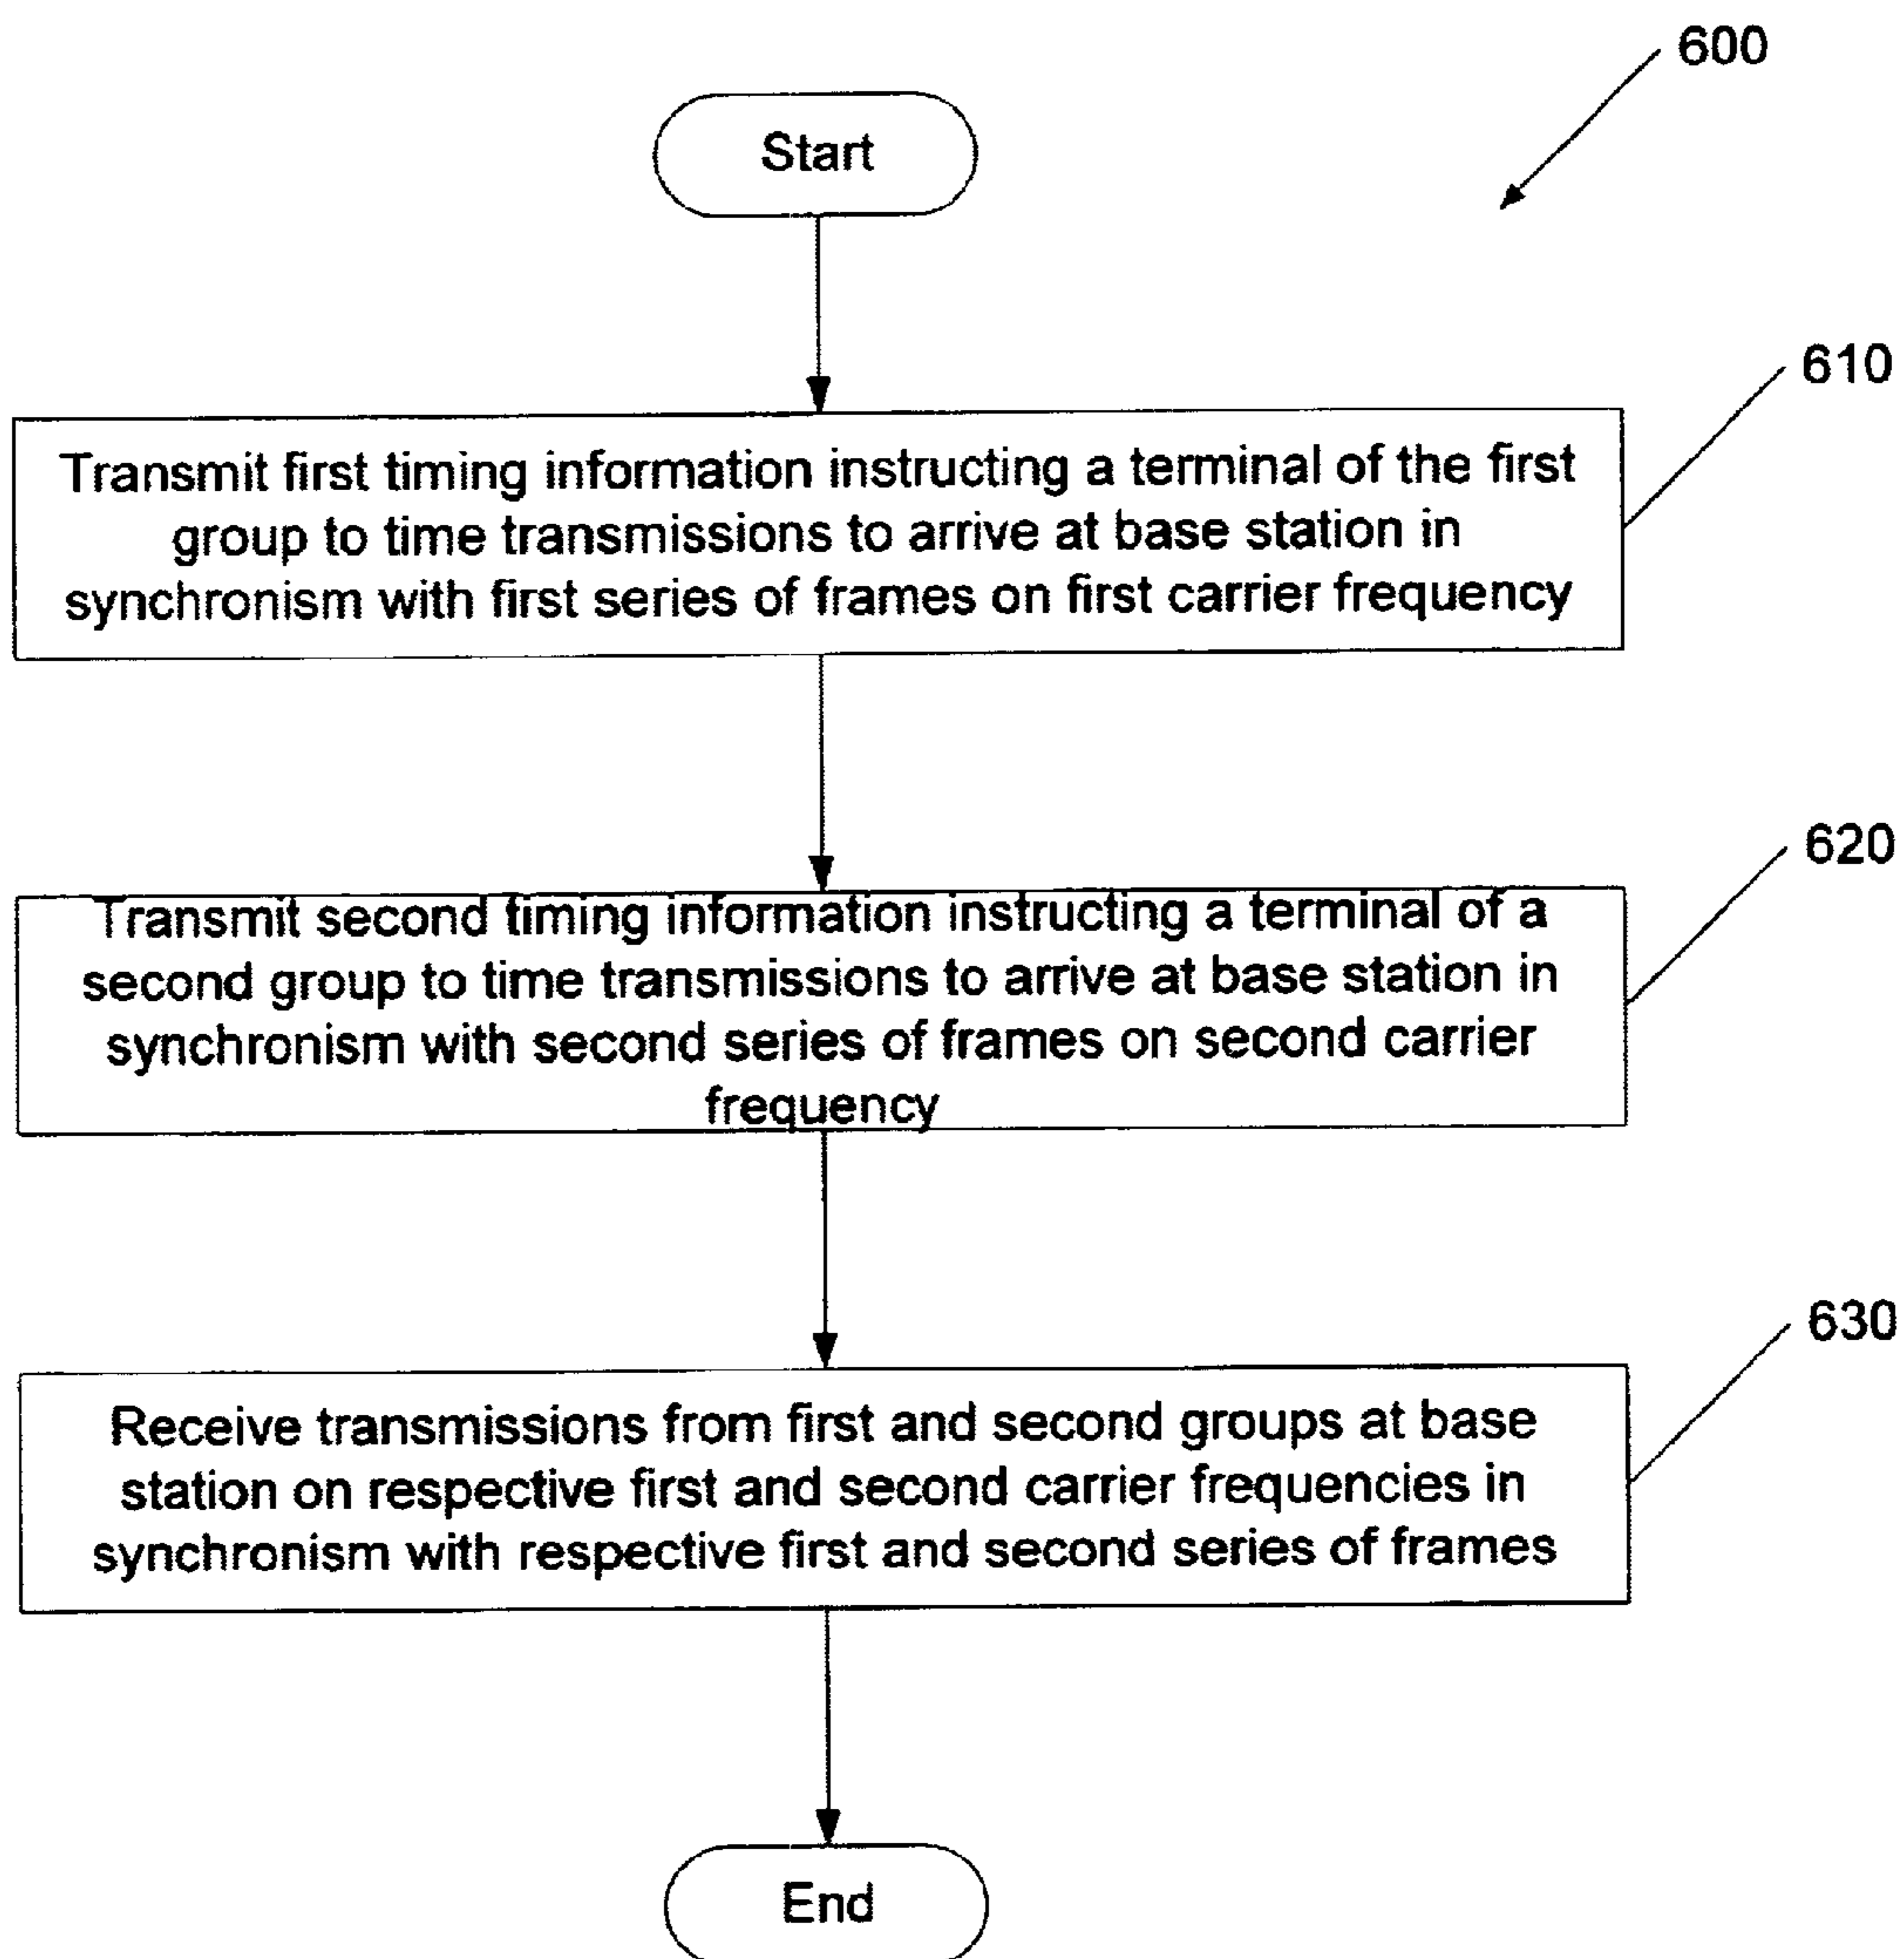 600
Start
610
Transmit first timing information instructing a terminal of the first
group to time transmissions to arrive at base station in
synchronism with first series of frames on first carrier frequency
620
Transmit second timing information instructing a terminal of a
second group to time transmissions to arrive at base station in
synchronism with second series of frames on second carrier
frequency
630
Receive transmissions from first and second groups at base
station on respective first and second carrier frequencies in
synchronism with respective first and second series of frames
End